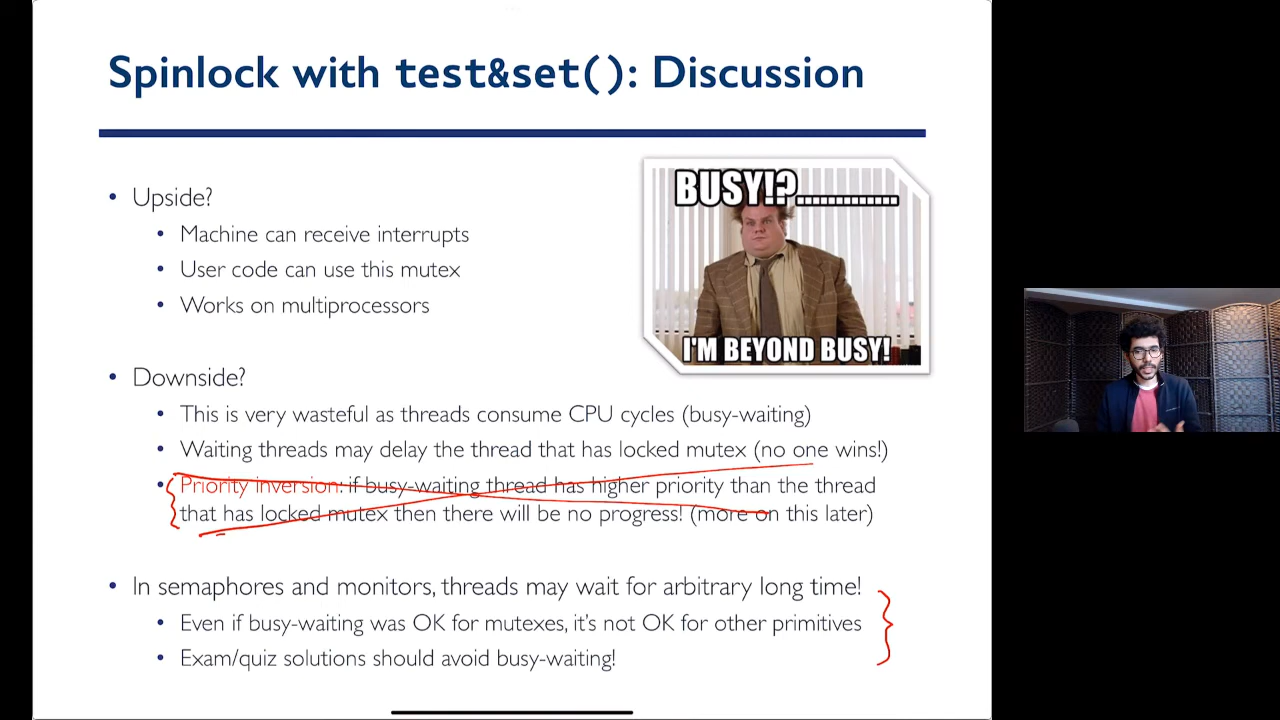 Spinlock with test&set(): Discussion
• Upside?
• Machine can receive interrupts
• User code can use this mutex
• Works on multiprocessors
BUSY!?.............
I'M BEYOND BUSY!
• Downside?
• This is very wasteful as threads consume CPU cycles (busy-waiting)
• Waiting threads may delay the thread that has locked mutex (no one wins!)
• Priority inversion: if busy-waiting thread has higher priority than the thread
that has locked mutex then there will be no progress! (more on this later)
• In semaphores and monitors, threads may wait for arbitrary long time!
• Even if busy-waiting was OK for mutexes, it's not OK for other primitives
• Exam/quiz solutions should avoid busy-waiting!